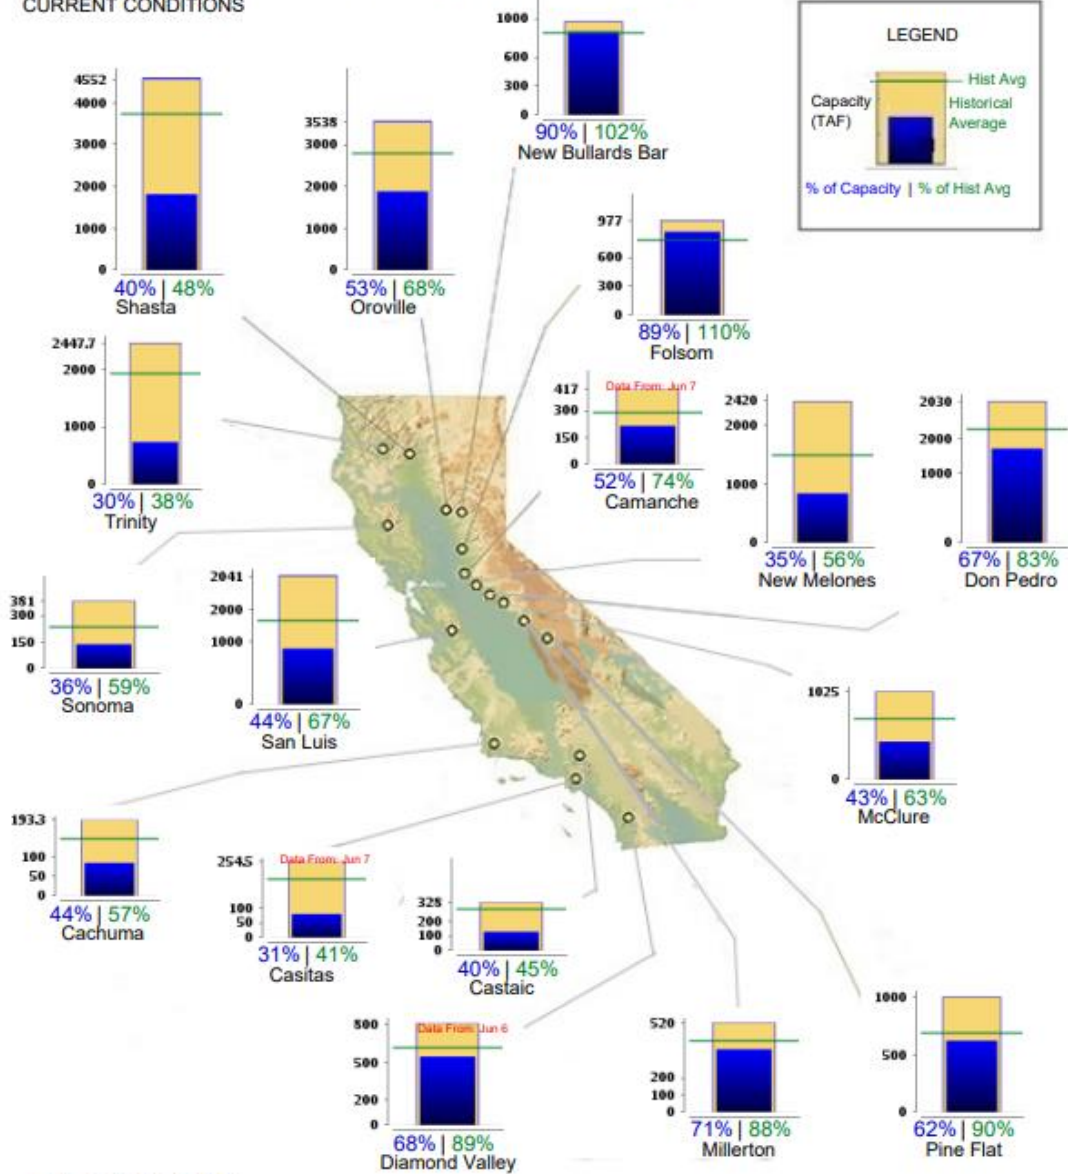 CURRENT CONDITIONS
1000
600
300
0
90% | 102%
New Bullards Bar
LEGEND
Hist Avg
Capacity
(TAF)
Historical
Average
% of Capacity | % of Hist Avg
4552
4000
3000
2000
1000
0
40% | 48%
Shasta
3538
3000
2000
1000
0
53% | 68%
Oroville
977
600
300
0
89% | 110%
Folsom
2447.7
2000
1000
0
30% | 38%
Trinity
Data From: Jun 7
417
300
150
0
52% | 74%
Camanche
2420
2000
1000
0
35% | 56%
New Melones
2030
2000
1000
0
67% | 83%
Don Pedro
381
300
150
0
36% | 59%
Sonoma
2041
2000
1000
0
44% | 67%
San Luis
1025
0
43% | 63%
McClure
193.3
100
50
0
44% | 57%
Cachuma
Data From: Jun 7
254.5
100
50
0
31% | 41%
Casitas
328
200
100
0
40% | 45%
Castaic
Data From: Jun 6
800
500
200
0
68% | 89%
Diamond Valley
520
200
100
0
71% | 88%
Millerton
1000
500
0
62% | 90%
Pine Flat